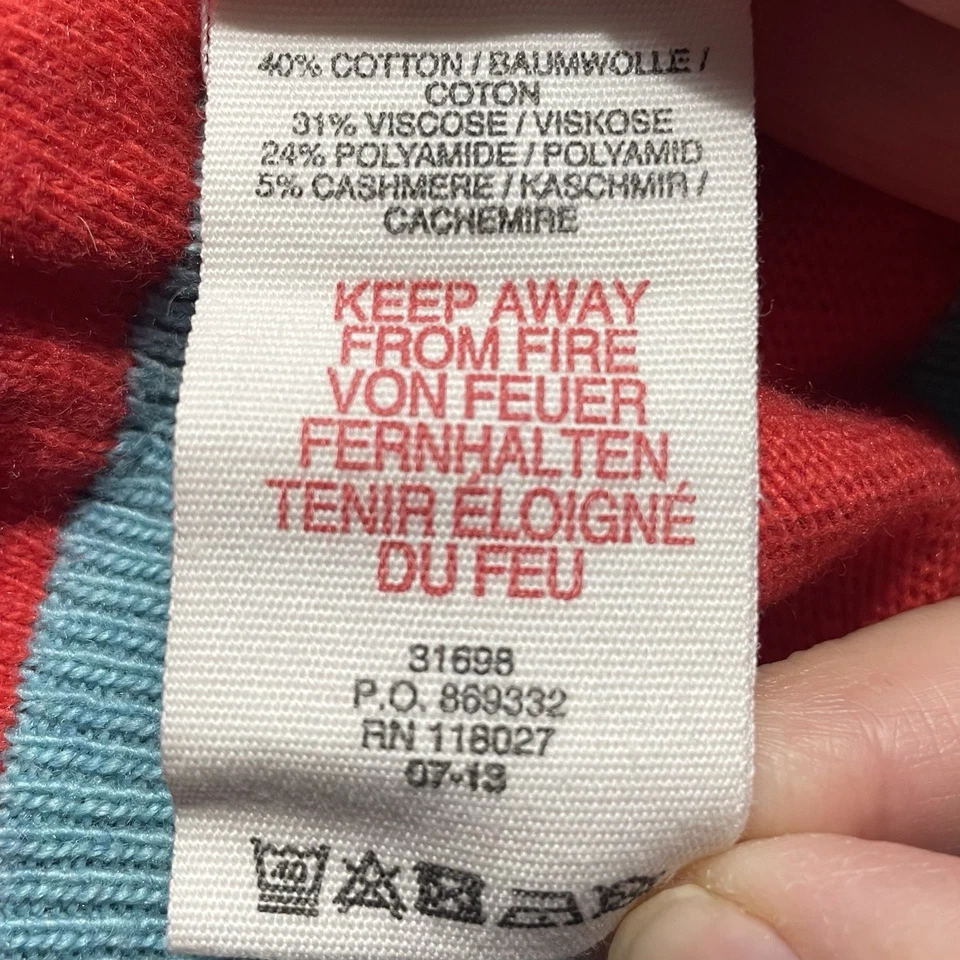 40% COTTON / BAUMWOLLE /
COTON
31% VISCOSE / VISKOSE
24% POLYAMIDE / POLYAMID
5% CASHMERE / KASCHMIR /
CACHEMIRE
KEEP AWAY
FROM FIRE
VON FEUER
FERNHALTEN
TENIR ÉLOIGNÉ
DU FEU
31698
P.O. 869332
RN 118027
07-13
40